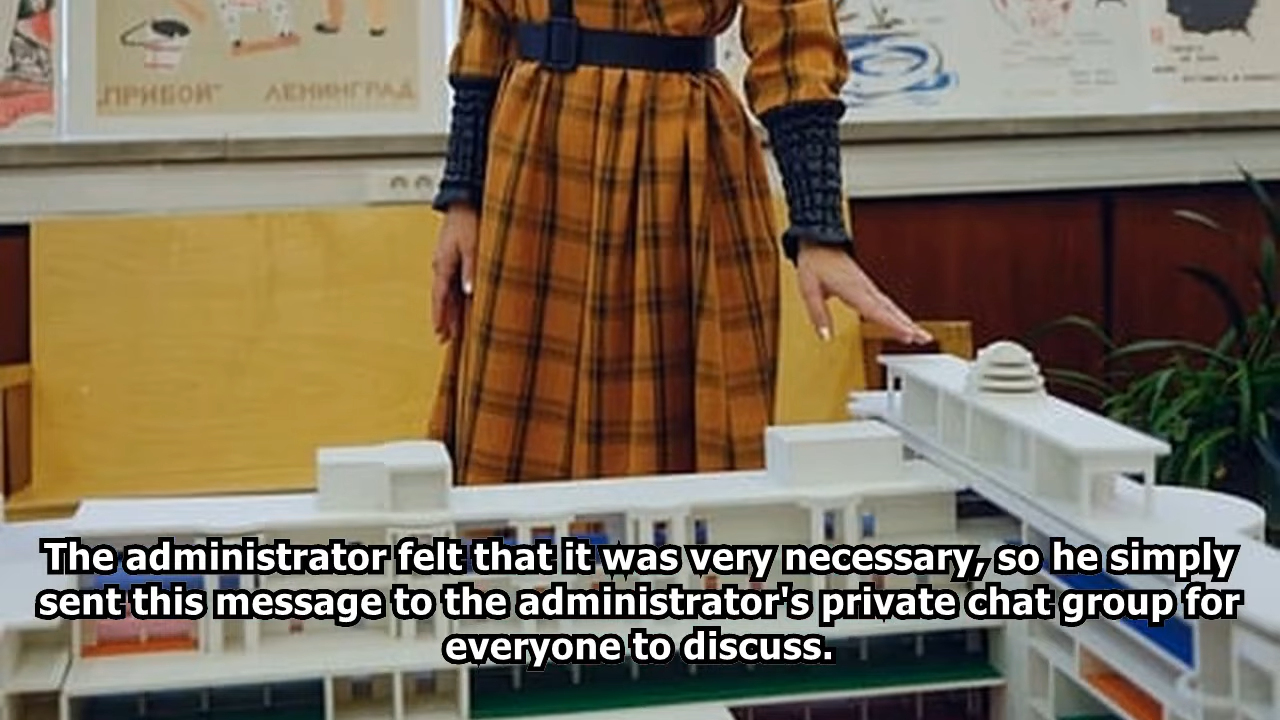 "ПРИБОЙ" ЛЕНИНГРАД
The administrator felt that it was very necessary, so he simply
sent this message to the administrator's private chat group for
everyone to discuss.